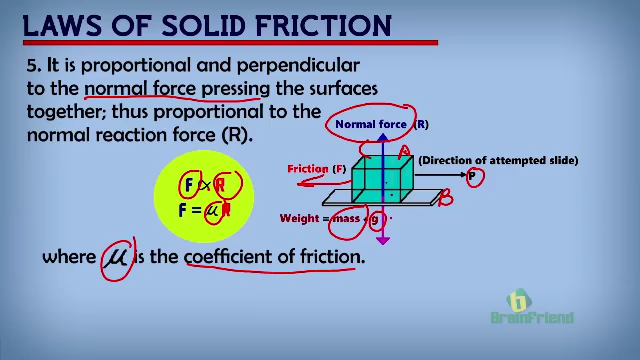 LAWS OF SOLID FRICTION
5. It is proportional and perpendicular
to the normal force pressing the surfaces
together; thus proportional to the
normal reaction force (R).
Normal force (R)
A
Friction (F)
(Direction of attempted slide)
P
B
F ∝ R
F = μR
Weight = mass × g
where μ is the coefficient of friction.
b
BrainFriend